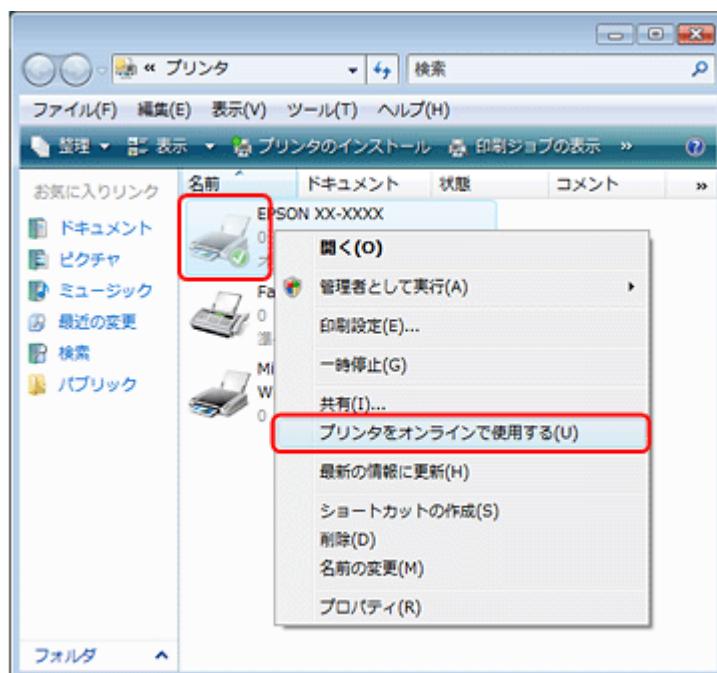 « プリンタ
検索
ファイル(F) 編集(E) 表示(V) ツール(T) ヘルプ(H)
整理 表示 プリンタのインストール 印刷ジョブの表示 »
お気に入りリンク
ドキュメント
ピクチャ
ミュージック
最近の変更
検索
パブリック
フォルダ
名前 ドキュメント 状態 コメント »
EPSON XX-XXXX
0
オ
Fa
0
準
Mi
W
0
開く(O)
管理者として実行(A)
印刷設定(E)...
一時停止(G)
共有(I)...
プリンタをオンラインで使用する(U)
最新の情報に更新(H)
ショートカットの作成(S)
削除(D)
名前の変更(M)
プロパティ(R)